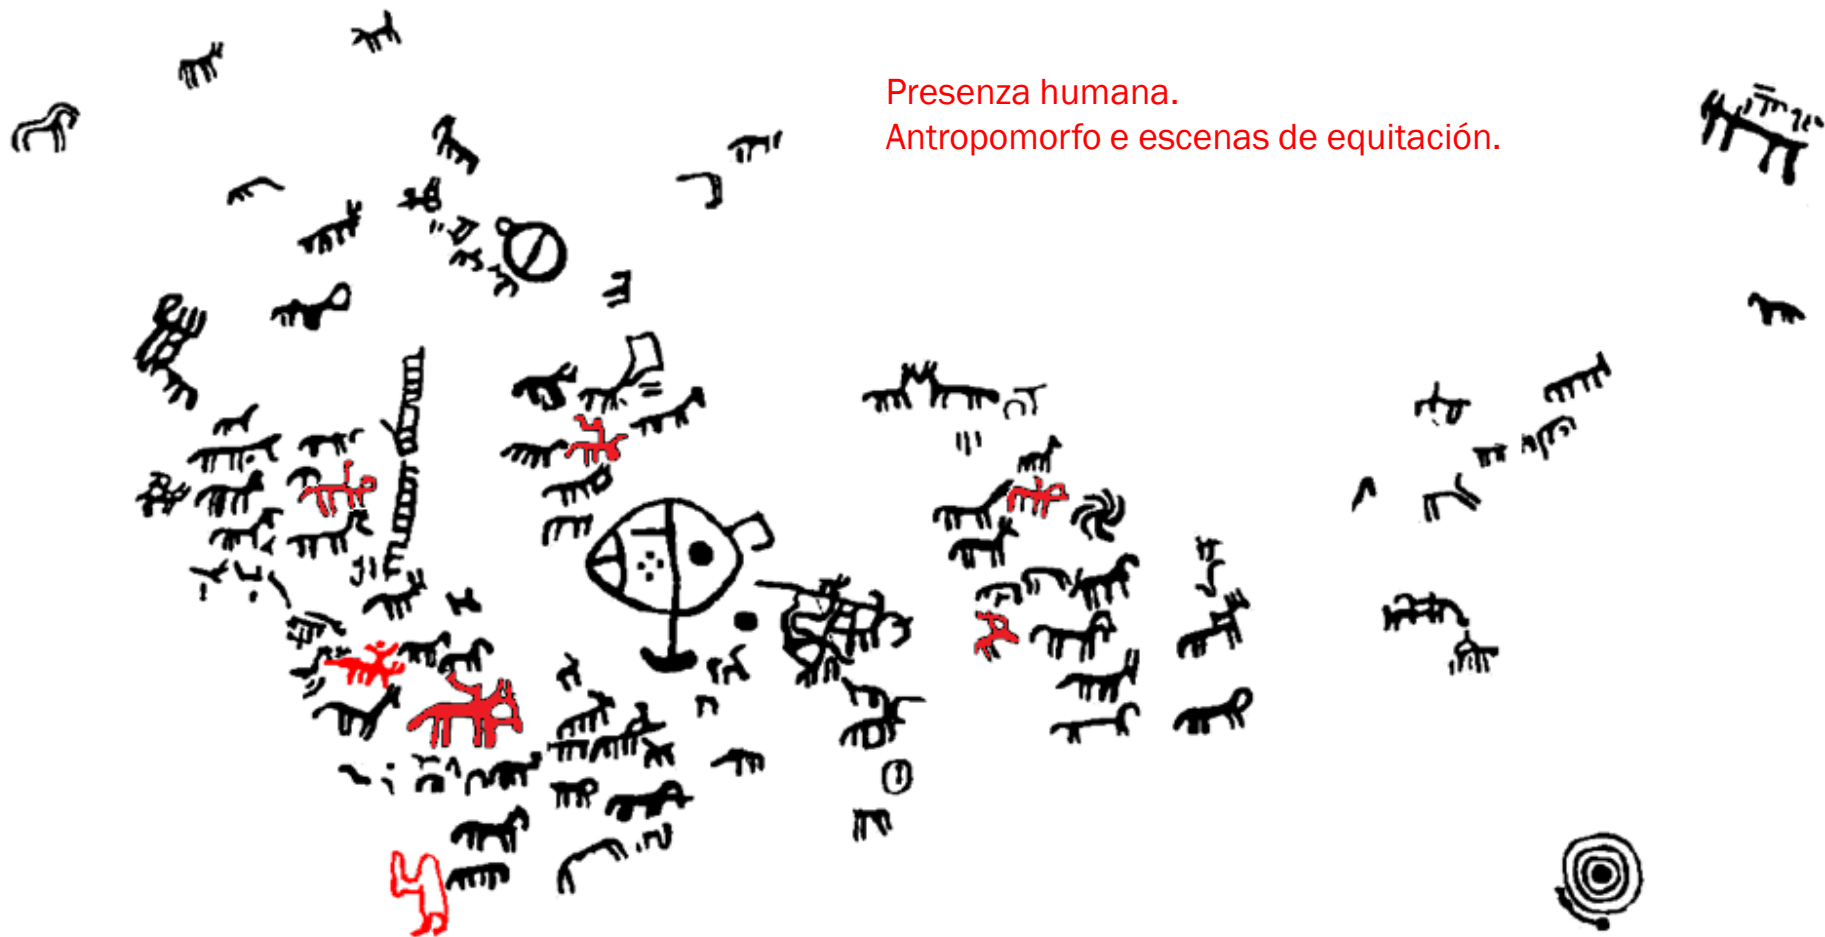 Presenza humana.
Antropomorfo e escenas de equitación.